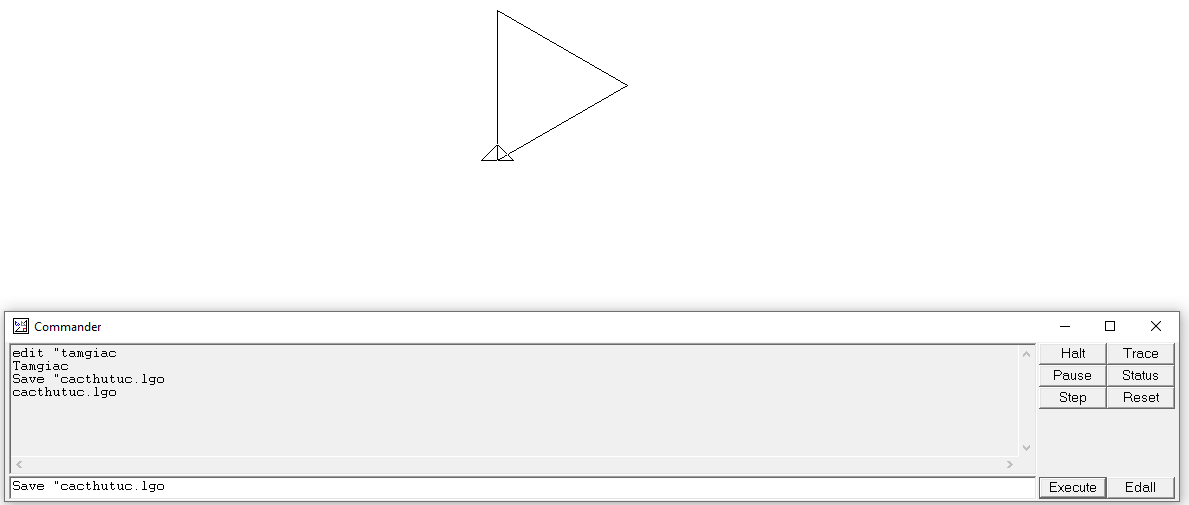 Commander
edit "tamgiac
Tamgiac
Save "cacthutuc.lgo
cacthutuc.lgo
Halt
Trace
Pause
Status
Step
Reset
Save "cacthutuc.lgo
Execute
Edall